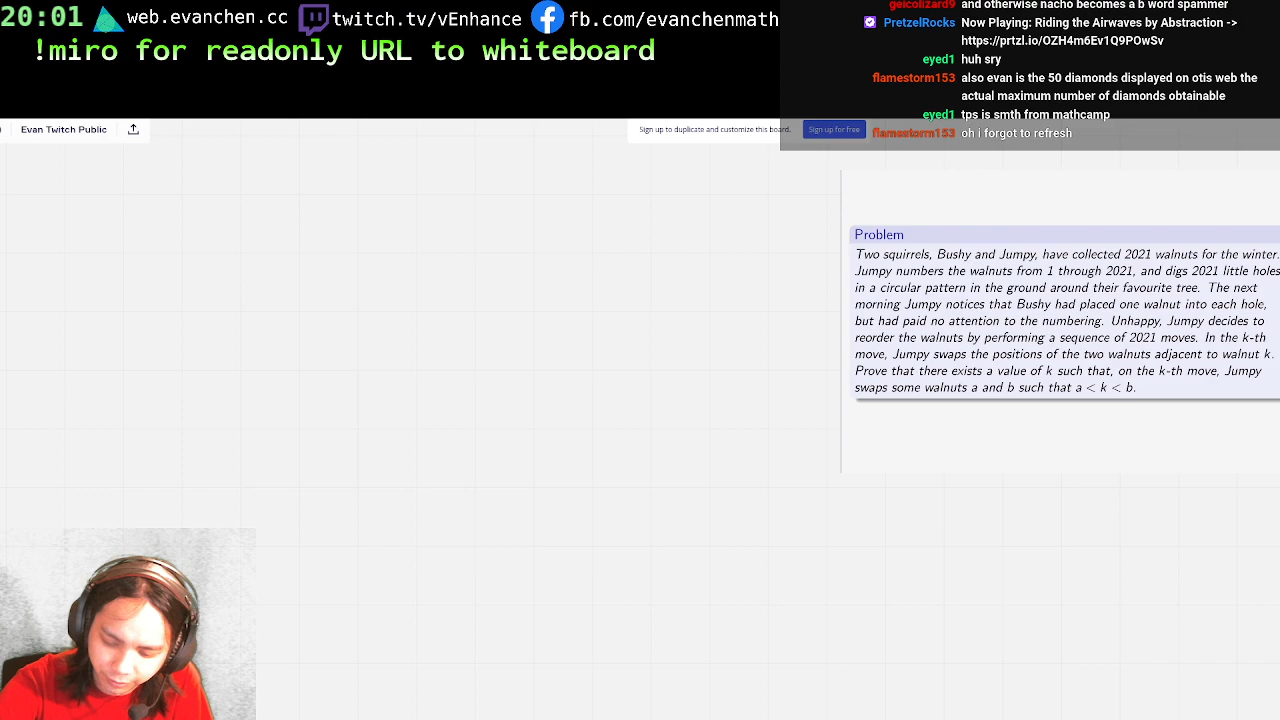 20:01 web.evanchen.cc twitch.tv/vEnhance fb.com/evanchenmath
!miro for readonly URL to whiteboard
geicolizard9 and otherwise nacho becomes a b worm spammer
PretzelRocks Now Playing: Riding the Airwaves by Absentction ->
https://prtzl.io/OZH4m6Ev1Q9POwSv
eyed1 huh sry
flamestorm153 also evan is the 50 diamonds displayed on otis web the
actual maximum number of diamonds obtainable
eyed1 tps is smth from mathcamp
flamestorm153 oh i forgot to refresh
Evan Twitch Public
Sign up to duplicate and customize this board.
Sign up for free
Problem
Two squirrels, Bushy and Jumpy, have collected 2021 walnuts for the winter.
Jumpy numbers the walnuts from 1 through 2021, and digs 2021 little holes
in a circular pattern in the ground around their favourite tree. The next
morning Jumpy notices that Bushy had placed one walnut into each hole,
but had paid no attention to the numbering. Unhappy, Jumpy decides to
reorder the walnuts by performing a sequence of 2021 moves. In the k-th
move, Jumpy swaps the positions of the two walnuts adjacent to walnut k.
Prove that there exists a value of k such that, on the k-th move, Jumpy
swaps some walnuts a and b such that a < k < b.